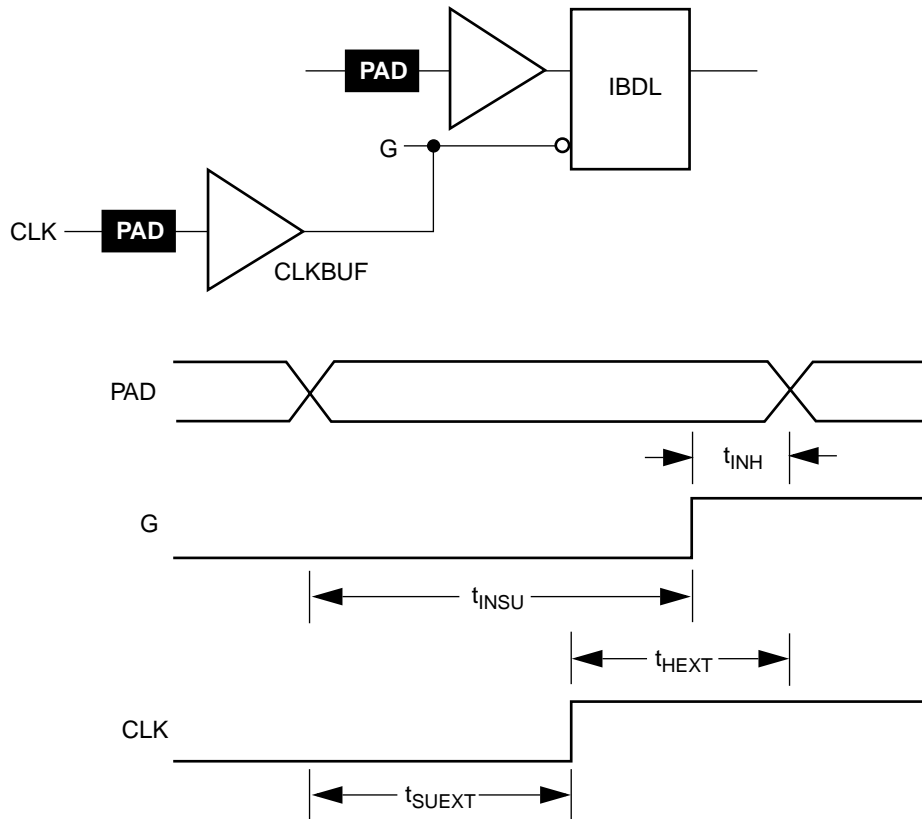 PAD
IBDL
G
CLK
PAD
CLKBUF
PAD
tINH
G
tINSU
tHEXT
CLK
tSUEXT